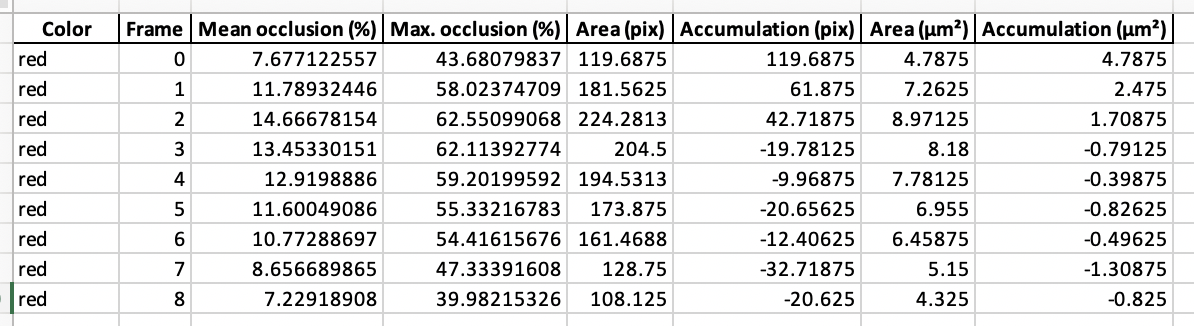 Color Frame Mean occlusion (%) Max. occlusion (%) Area (pix) Accumulation (pix) Area (μm²) Accumulation (μm²)
red 0 7.677122557 43.68079837 119.6875 119.6875 4.7875 4.7875
red 1 11.78932446 58.02374709 181.5625 61.875 7.2625 2.475
red 2 14.66678154 62.55099068 224.2813 42.71875 8.97125 1.70875
red 3 13.45330151 62.11392774 204.5 -19.78125 8.18 -0.79125
red 4 12.9198886 59.20199592 194.5313 -9.96875 7.78125 -0.39875
red 5 11.60049086 55.33216783 173.875 -20.65625 6.955 -0.82625
red 6 10.77288697 54.41615676 161.4688 -12.40625 6.45875 -0.49625
red 7 8.656689865 47.33391608 128.75 -32.71875 5.15 -1.30875
red 8 7.22918908 39.98215326 108.125 -20.625 4.325 -0.825